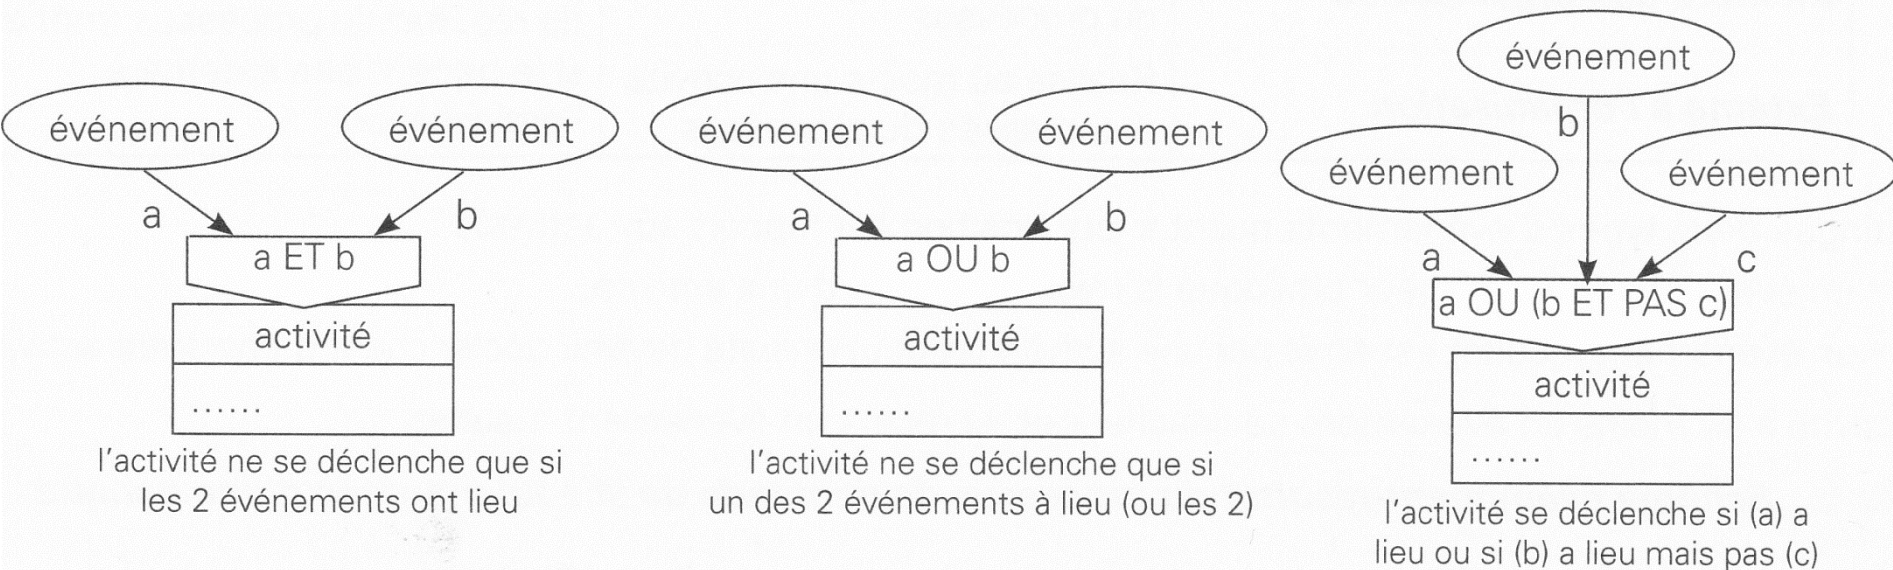 événement
événement
a
b
a ET b
activité
......
l'activité ne se déclenche que si
les 2 événements ont lieu
événement
événement
a
b
a OU b
activité
......
l'activité ne se déclenche que si
un des 2 événements à lieu (ou les 2)
événement
b
événement
événement
a
c
a OU (b ET PAS c)
activité
......
l'activité se déclenche si (a) a
lieu ou si (b) a lieu mais pas (c)